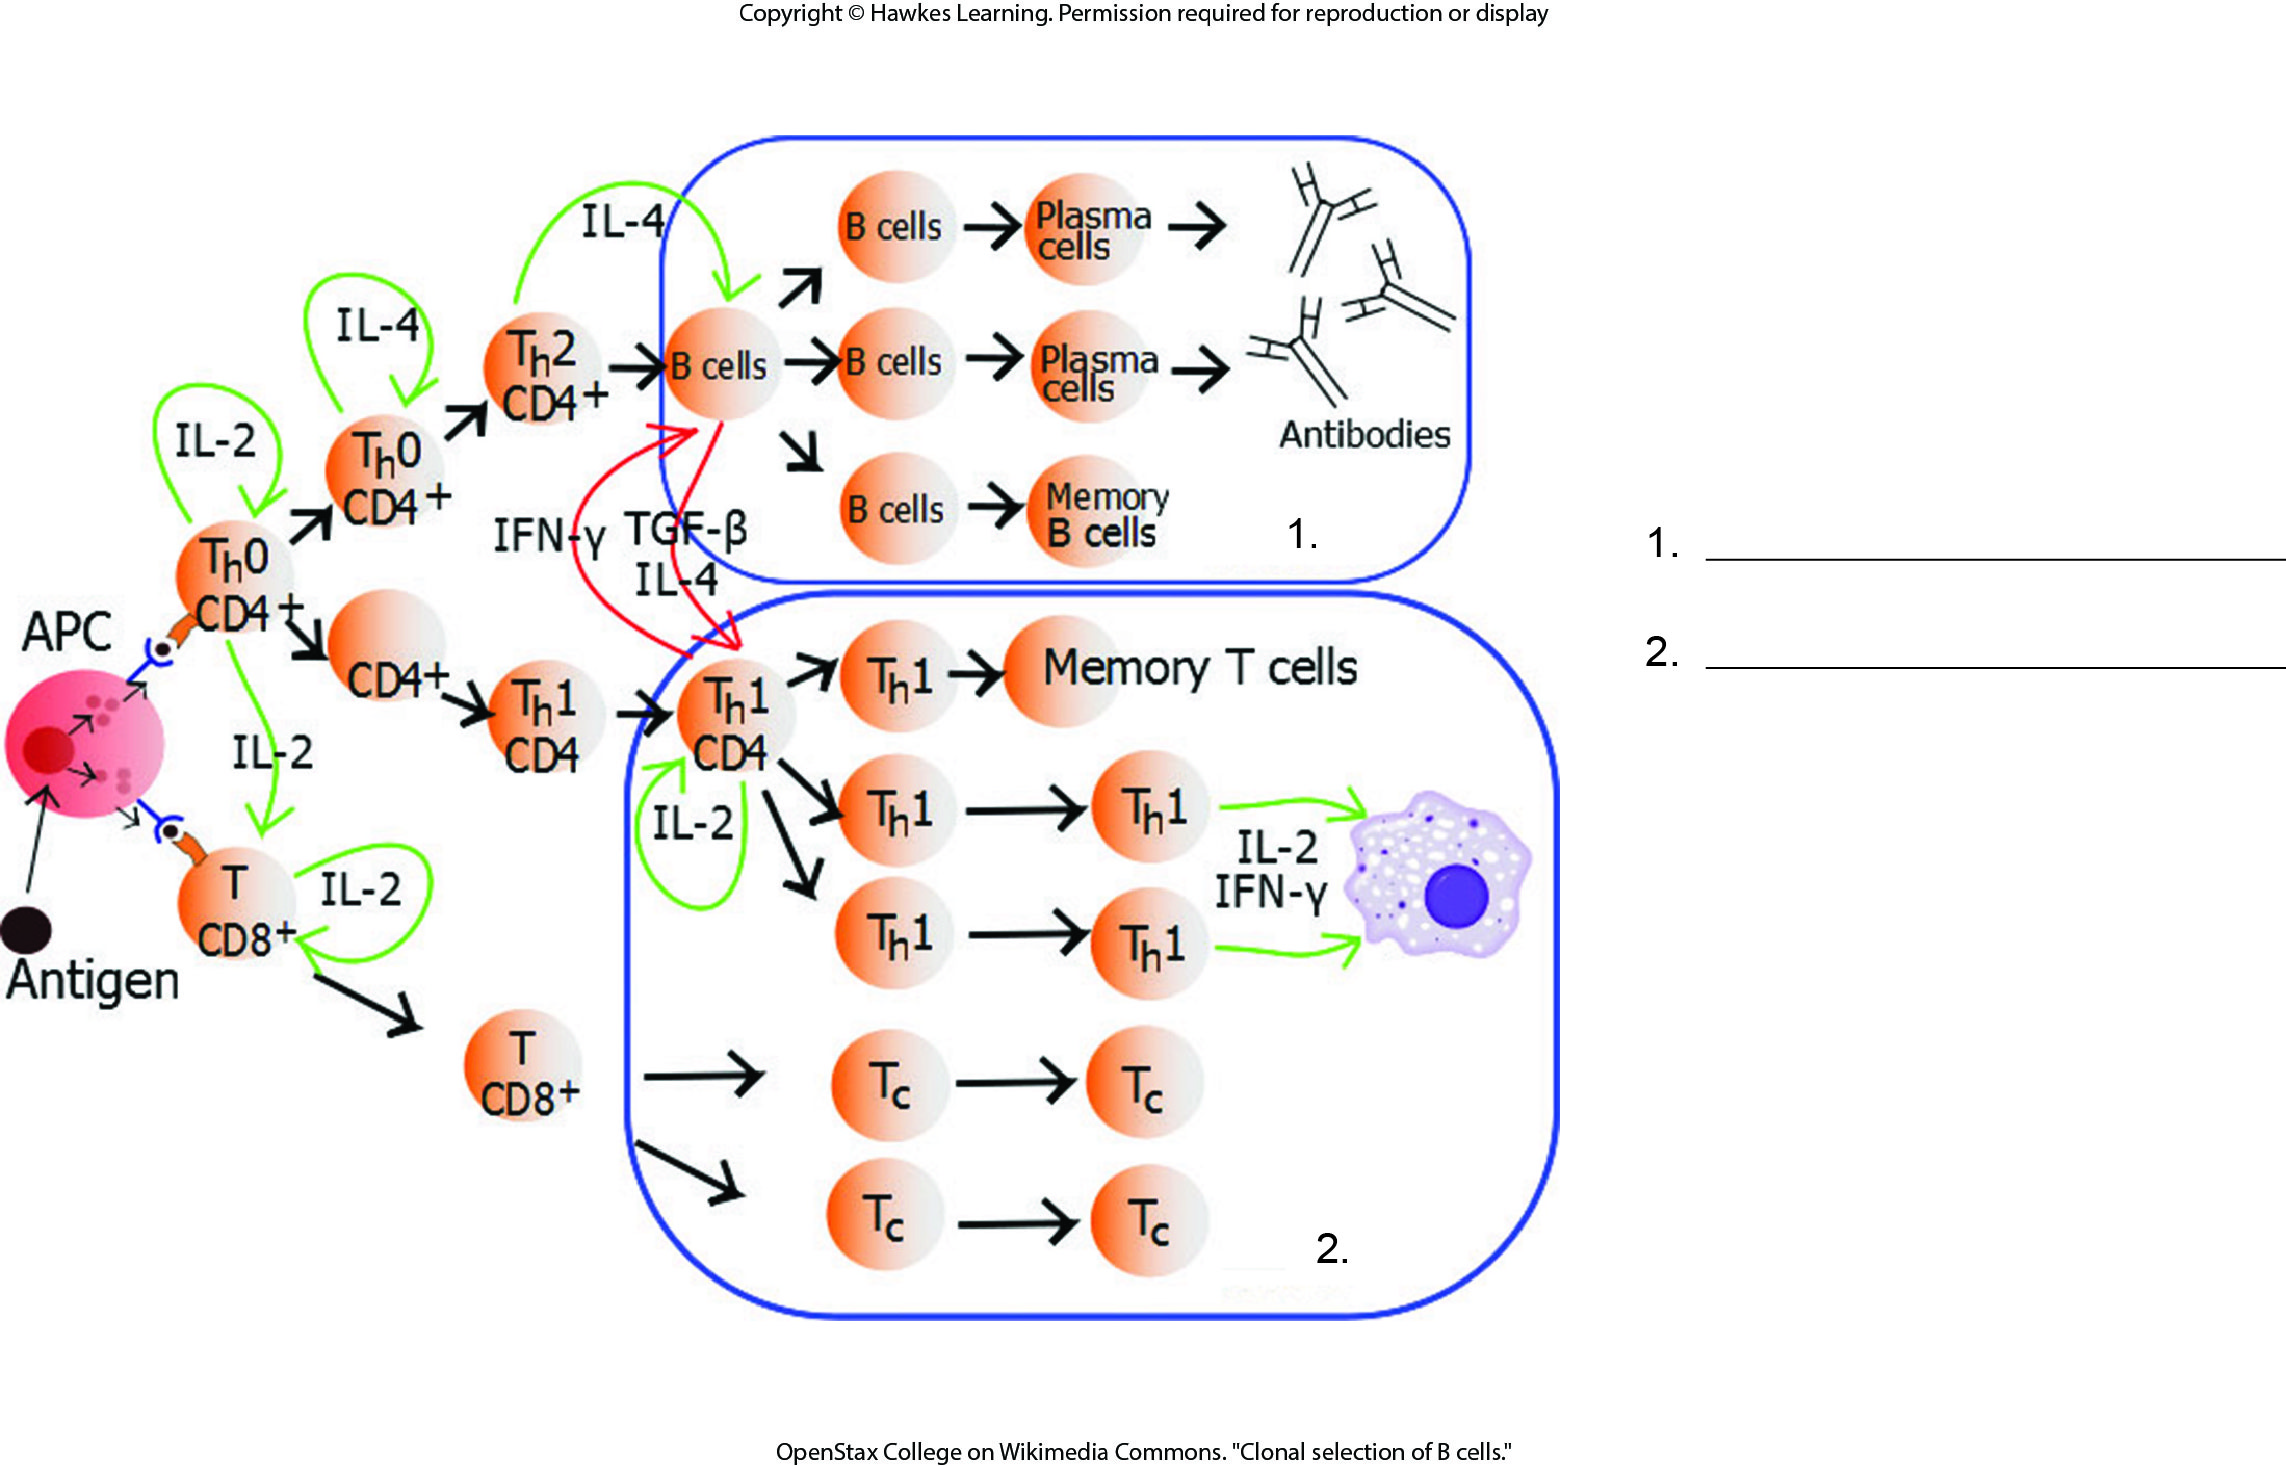 Copyright © Hawkes Learning. Permission required for reproduction or display
IL-4
B cells
Plasma
cells
IL-4
Th2
CD4+
B cells
B cells
Plasma
cells
Antibodies
IL-2
Th0
CD4+
B cells
Memory
B cells
1.
IFN-γ
TGF-β
IL-4
Th0
CD4+
APC
CD4+
Th1
CD4
Th1
CD4
Th1
Memory T cells
IL-2
IL-2
Th1
Th1
IL-2
IFN-γ
T
CD8+
IL-2
Th1
Th1
Antigen
T
CD8+
Tc
Tc
Tc
Tc
2.
1.
2.
OpenStax College on Wikimedia Commons. "Clonal selection of B cells."